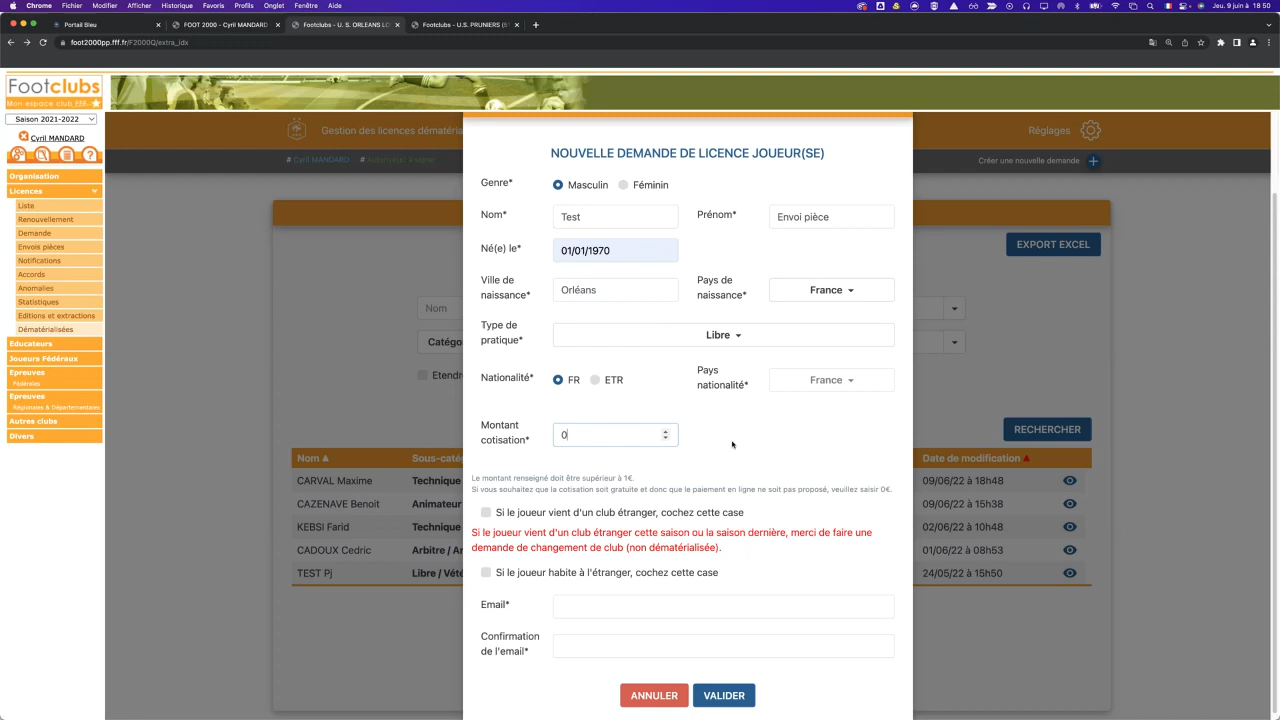 Chrome Fichier Modifier Afficher Historique Favoris Profils Onglet Fenêtre Aide Jeu. 9 juin à 18 50
Portail Bleu × FOOT 2000 - Cyril MANDARD × Footclubs - U. S. ORLEANS LO × Footclubs - U.S. PRUNIERS (5 × +
foot2000pp.fff.fr/F2000Q/extra_idx
Footclubs
Mon espace club FFF
Saison 2021-2022
Cyril MANDARD
Organisation
Licences
Liste
Renouvellement
Demande
Envois pièces
Notifications
Accords
Anomalies
Statistiques
Editions et extractions
Dématérialisées
Educateurs
Joueurs Fédéraux
Epreuves
Fédérales
Epreuves
Régionales & Départementales
Autres clubs
Divers
Gestion des licences dématéria
Réglages
# Cyril MANDARD #
Créer une nouvelle demande +
EXPORT EXCEL
Nom
Catégo
Etendre
RECHERCHER
Nom Sous-caté Date de modification
CARVAL Maxime Technique 09/06/22 à 18h48
CAZENAVE Benoit Animateur 09/06/22 à 15h38
KEBSI Farid Technique 02/06/22 à 10h48
CADOUX Cedric Arbitre / Ar 01/06/22 à 08h53
TEST Pj Libre / Vété 24/05/22 à 15h50
NOUVELLE DEMANDE DE LICENCE JOUEUR(SE)
Genre* Masculin Féminin
Nom* Test Prénom* Envoi pièce
Né(e) le* 01/01/1970
Ville de naissance* Orléans Pays de naissance* France
Type de pratique* Libre
Nationalité* FR ETR Pays nationalité* France
Montant cotisation* 0
Le montant renseigné doit être supérieur à 1€.
Si vous souhaitez que la cotisation soit gratuite et donc que le paiement en ligne ne soit pas proposé, veuillez saisir 0€.
Si le joueur vient d'un club étranger, cochez cette case
Si le joueur vient d'un club étranger cette saison ou la saison dernière, merci de faire une
demande de changement de club (non dématérialisée).
Si le joueur habite à l'étranger, cochez cette case
Email*
Confirmation
de l'email*
ANNULER VALIDER